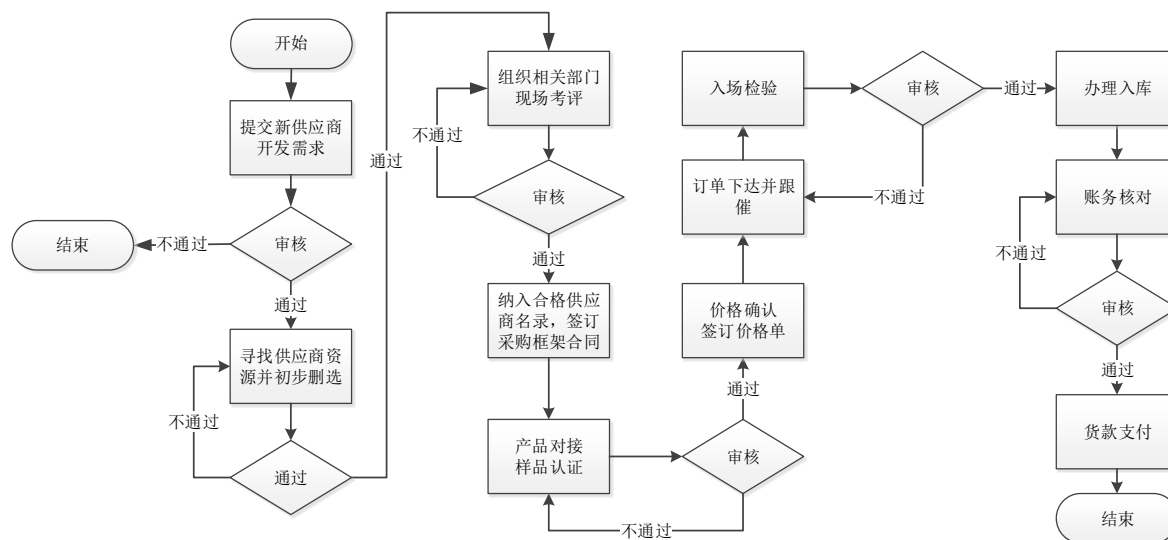 开始
提交新供应商
开发需求
审核
不通过
结束
通过
寻找供应商资
源并初步删选
不通过
通过
通过
组织相关部门
现场考评
不通过
审核
通过
纳入合格供应
商名录，签订
采购框架合同
产品对接
样品认证
审核
不通过
通过
价格确认
签订价格单
订单下达并跟
催
入场检验
审核
不通过
通过
办理入库
账务核对
不通过
审核
通过
货款支付
结束